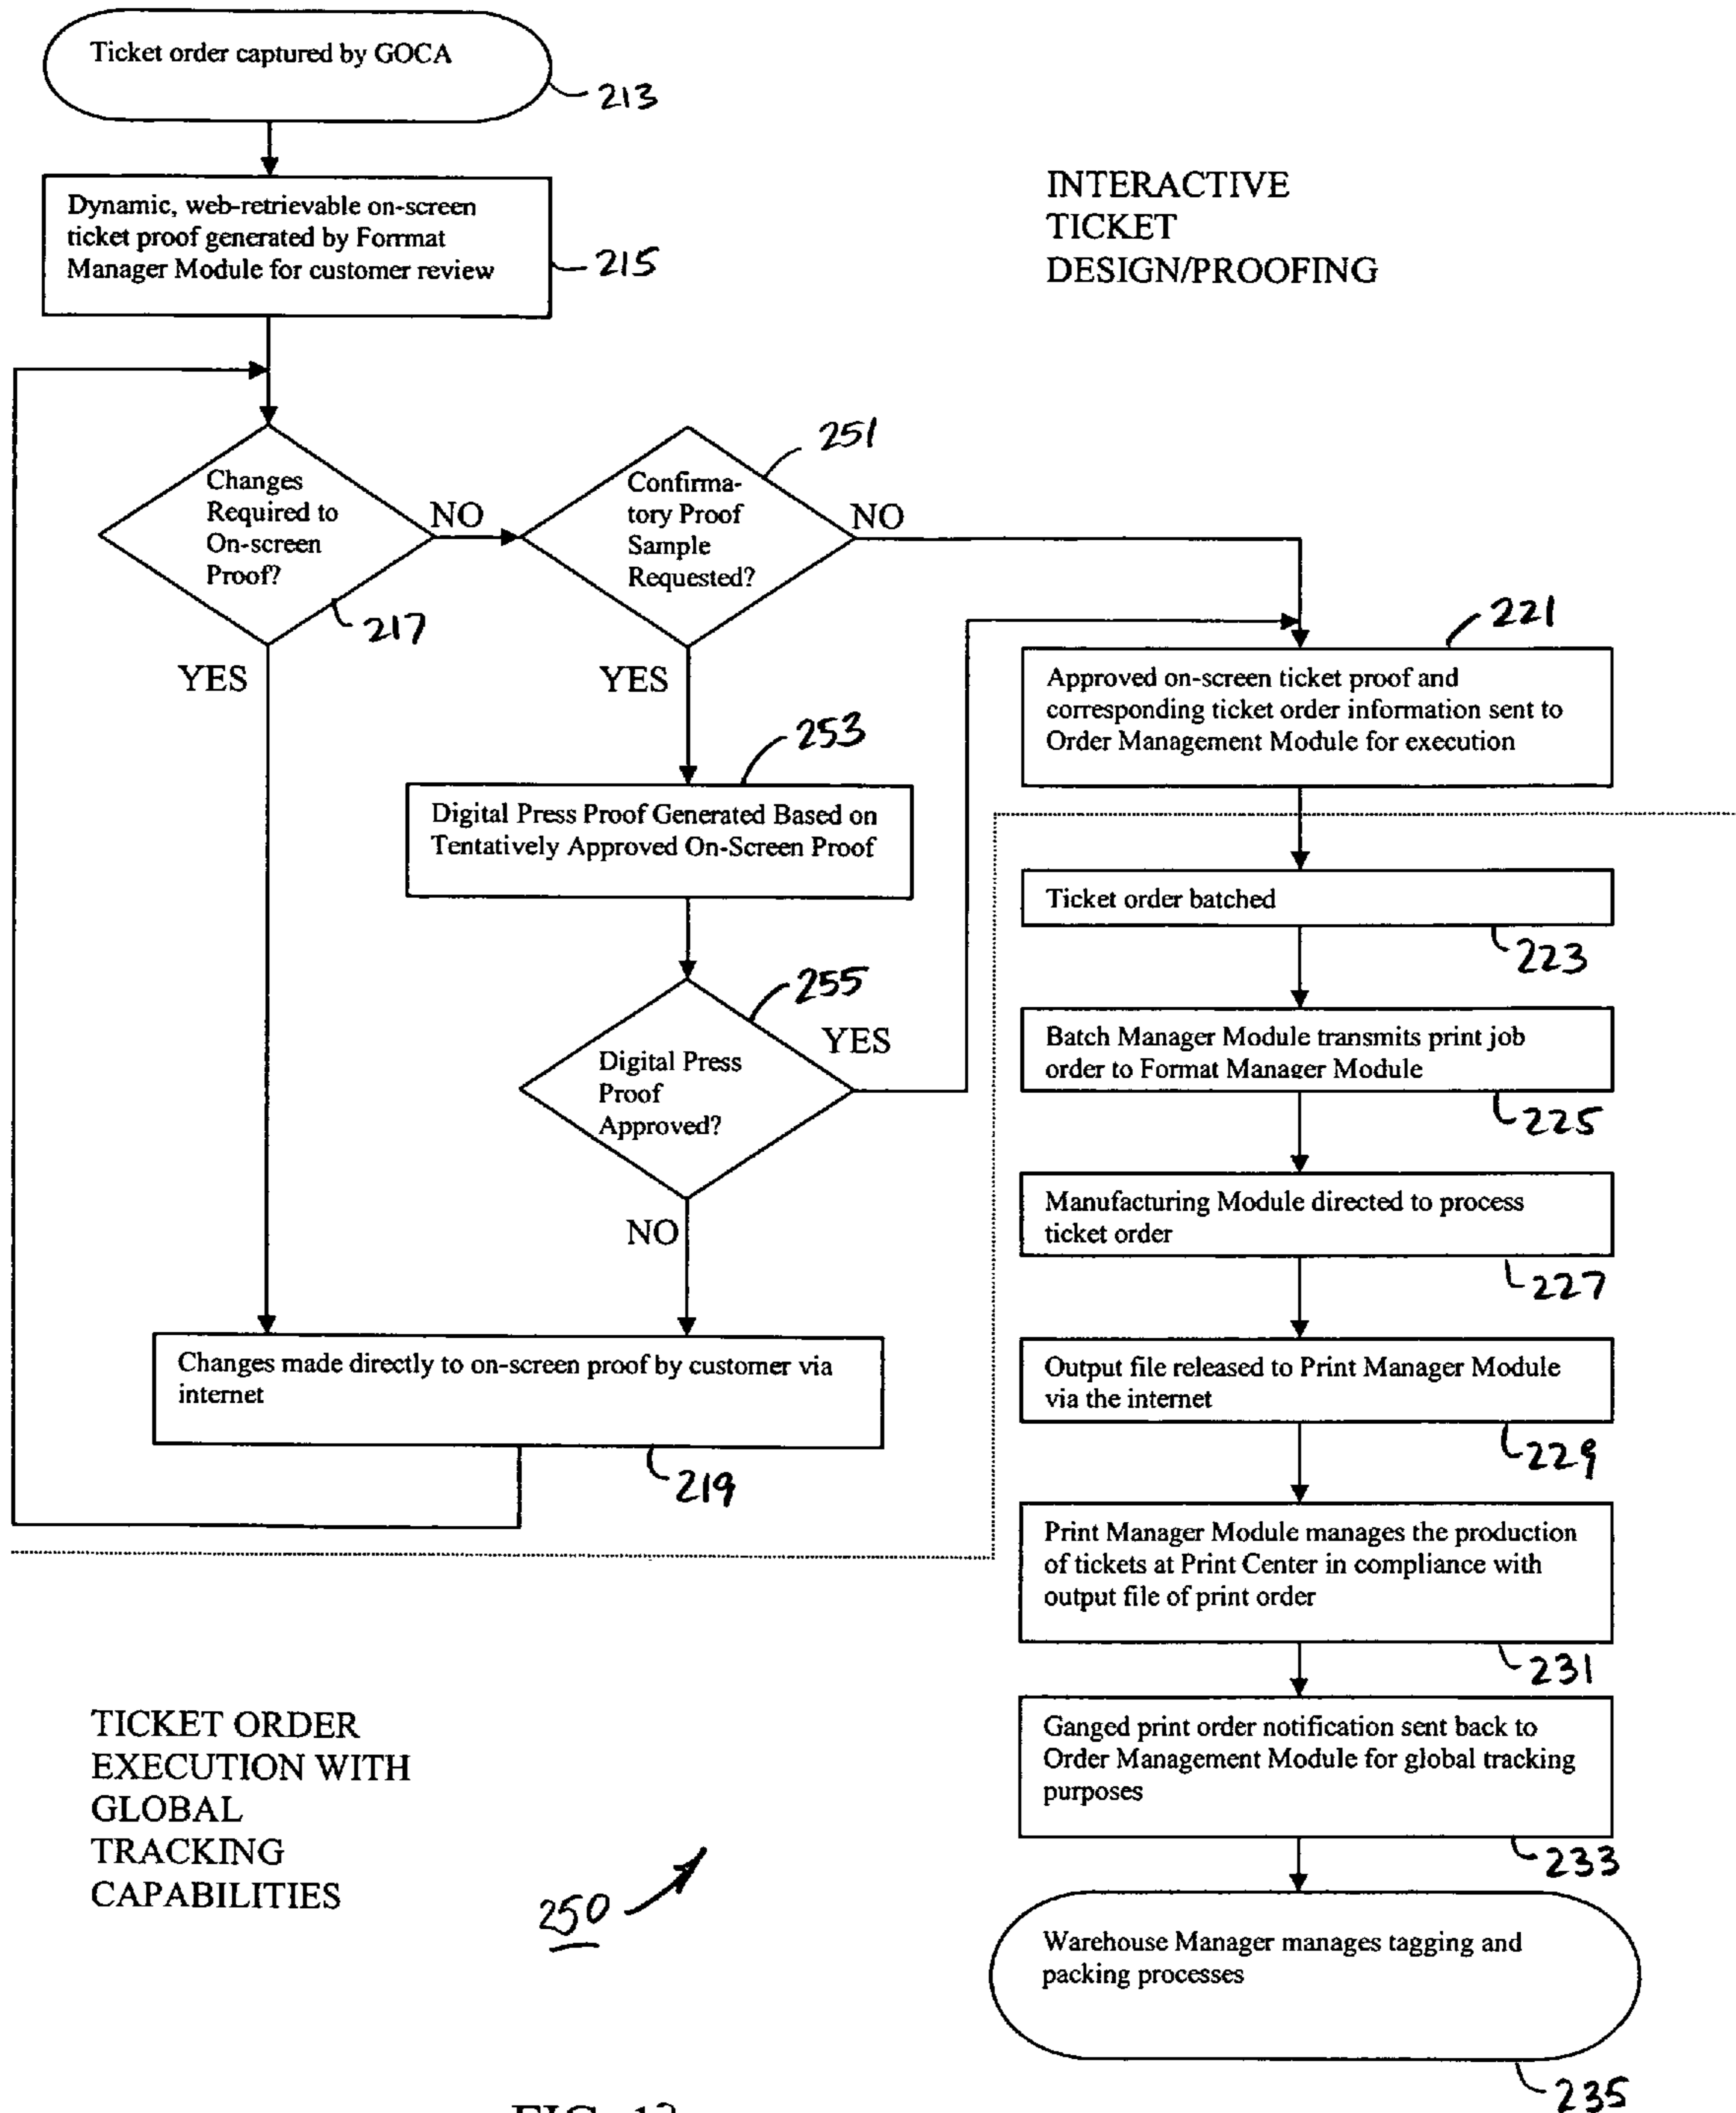 Ticket order captured by GOCA
213
Dynamic, web-retrievable on-screen
ticket proof generated by Format
Manager Module for customer review
215
INTERACTIVE
TICKET
DESIGN/PROOFING
Changes
Required to
On-screen
Proof?
217
NO
YES
Confirma-
tory Proof
Sample
Requested?
251
NO
YES
253
Digital Press Proof Generated Based on
Tentatively Approved On-Screen Proof
255
Digital Press
Proof
Approved?
YES
NO
Changes made directly to on-screen proof by customer via
internet
219
221
Approved on-screen ticket proof and
corresponding ticket order information sent to
Order Management Module for execution
Ticket order batched
223
Batch Manager Module transmits print job
order to Format Manager Module
225
Manufacturing Module directed to process
ticket order
227
Output file released to Print Manager Module
via the internet
229
Print Manager Module manages the production
of tickets at Print Center in compliance with
output file of print order
231
Ganged print order notification sent back to
Order Management Module for global tracking
purposes
233
Warehouse Manager manages tagging and
packing processes
235
TICKET ORDER
EXECUTION WITH
GLOBAL
TRACKING
CAPABILITIES
250